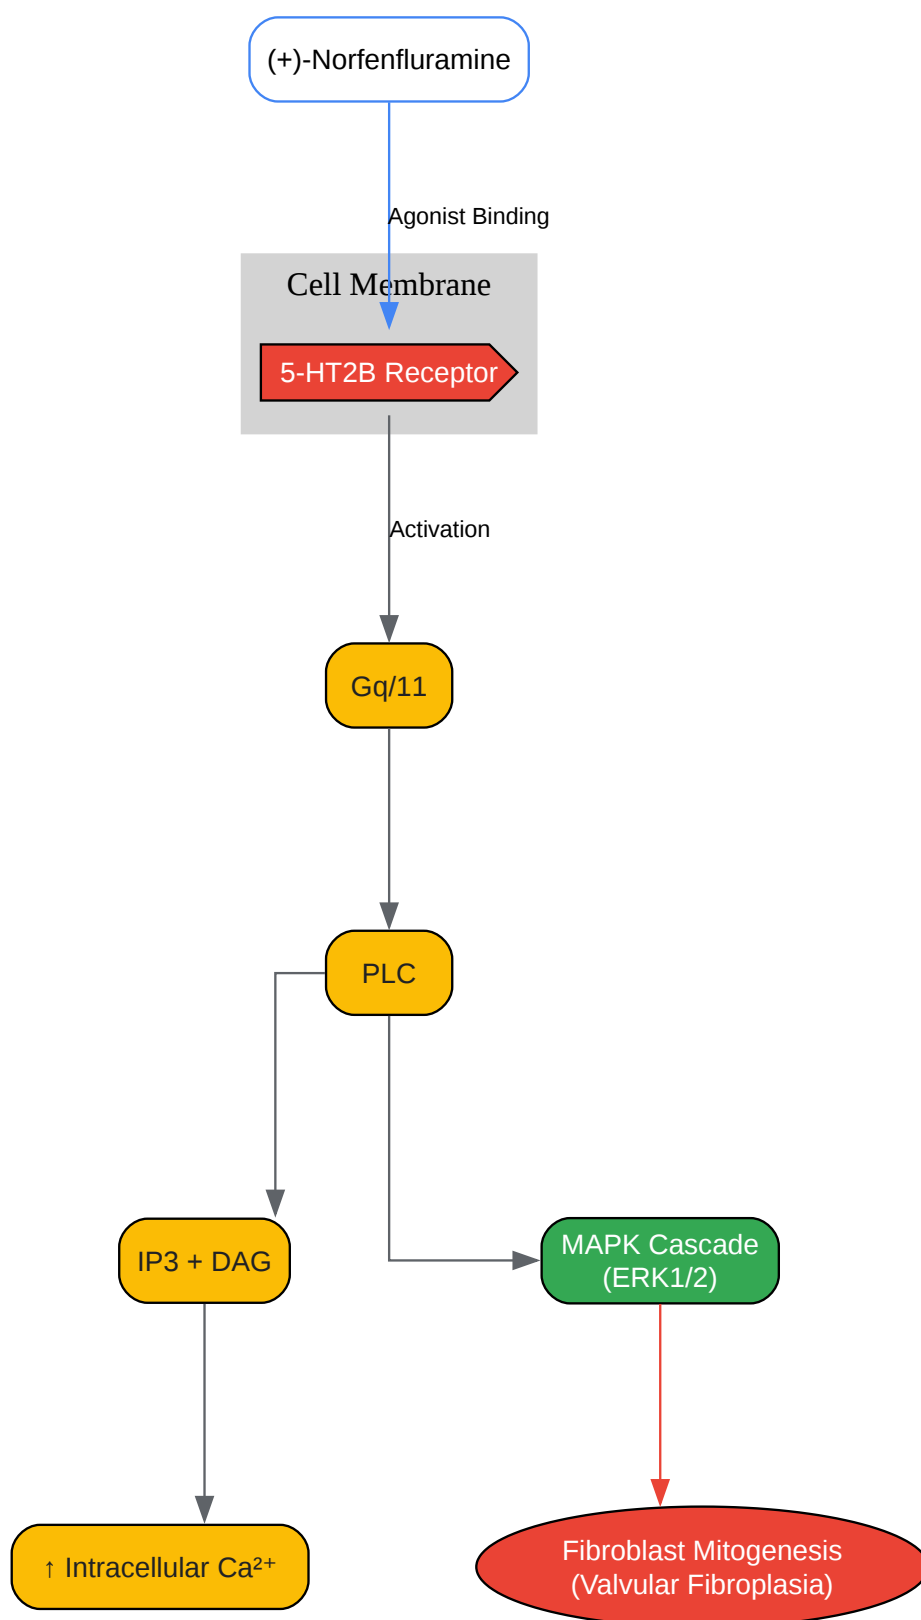 (+)-Norfenfluramine
Agonist Binding
Cell Membrane
5-HT2B Receptor
Activation
Gq/11
PLC
IP3 + DAG
MAPK Cascade
(ERK1/2)
↑ Intracellular Ca²⁺
Fibroblast Mitogenesis
(Valvular Fibroplasia)